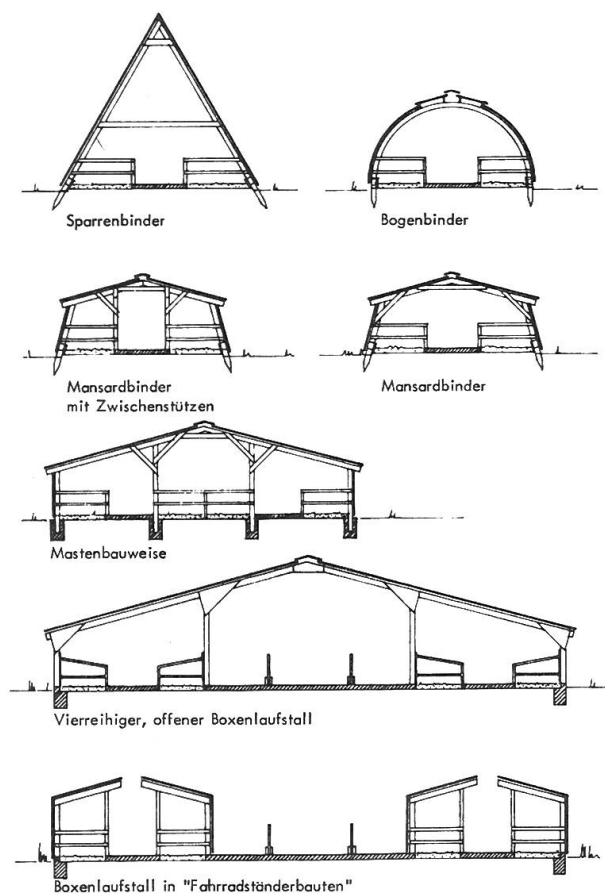 Sparrenbinder
Bogenbinder
Mansardbinder
mit Zwischenstützen
Mansardbinder
Mastenbauweise
Vierreihiger, offener Boxenlaufstall
Boxenlaufstall in "Fahrradständerbauten"